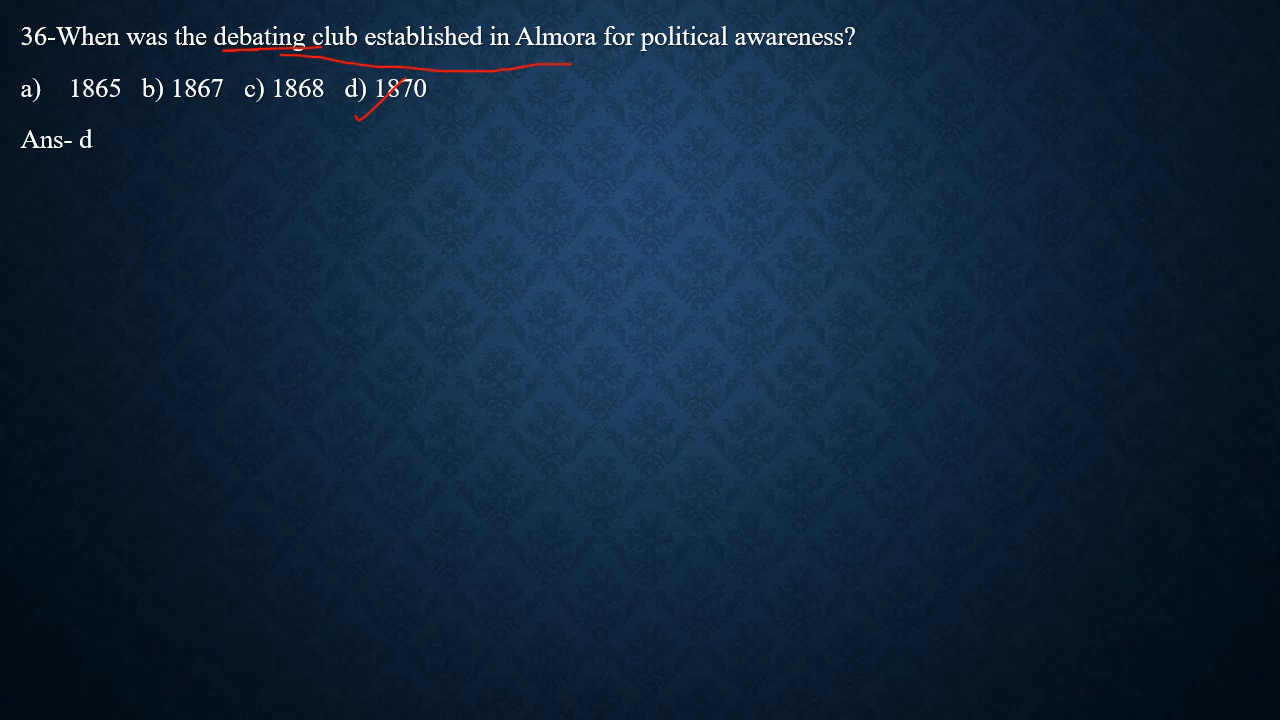 36-When was the debating club established in Almora for political awareness?
a) 1865 b) 1867 c) 1868 d) 1870
Ans- d